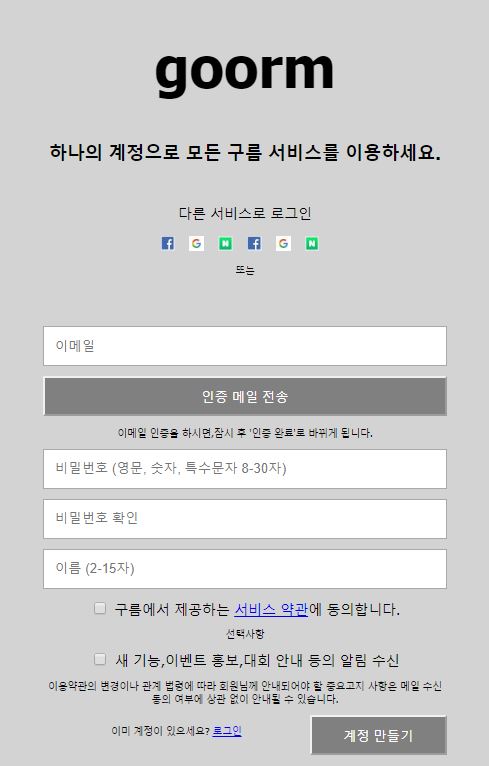 goorm
하나의 계정으로 모든 구름 서비스를 이용하세요.
다른 서비스로 로그인
또는
이메일
인증 메일 전송
이메일 인증을 하시면,잠시 후 '인증 완료'로 바뀌게 됩니다.
비밀번호 (영문, 숫자, 특수문자 8-30자)
비밀번호 확인
이름 (2-15자)
구름에서 제공하는 서비스 약관에 동의합니다.
선택사항
새 기능,이벤트 홍보,대회 안내 등의 알림 수신
이용약관의 변경이나 관계 법령에 따라 회원님께 안내되어야 할 중요고지 사항은 메일 수신
동의 여부에 상관 없이 안내될 수 있습니다.
이미 계정이 있으세요? 로그인
계정 만들기